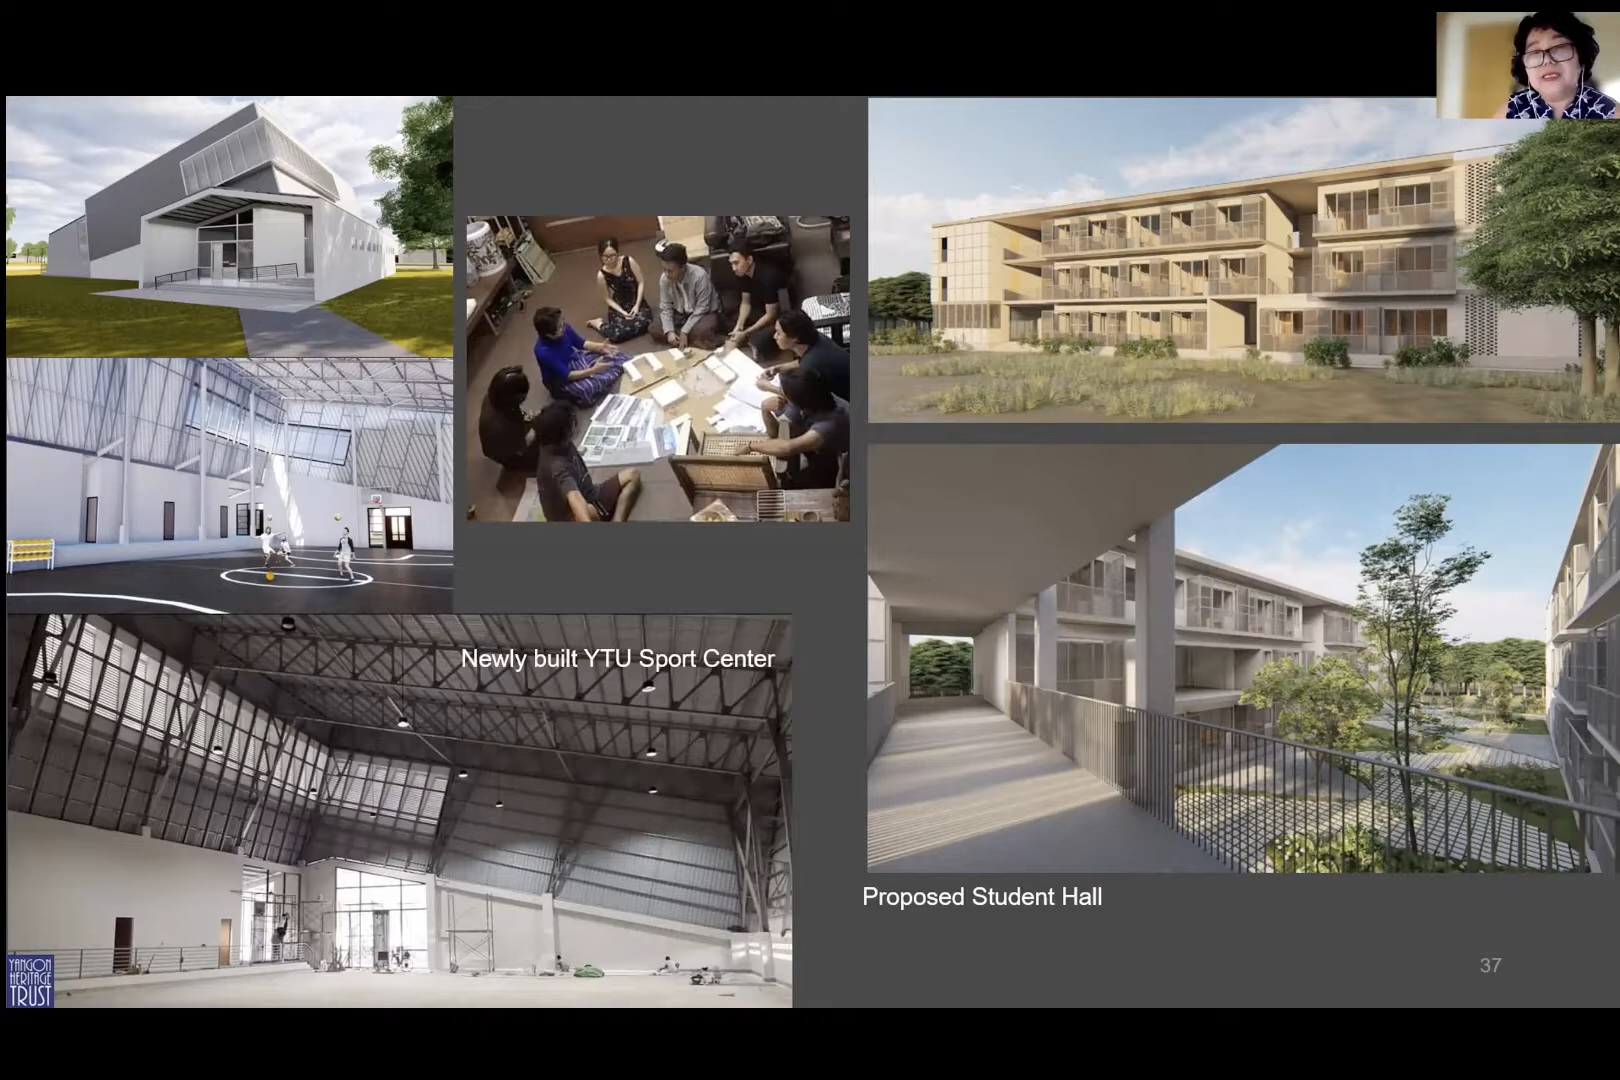 Newly built YTU Sport Center
Proposed Student Hall
37
YANGON
HERITAGE
TRUST